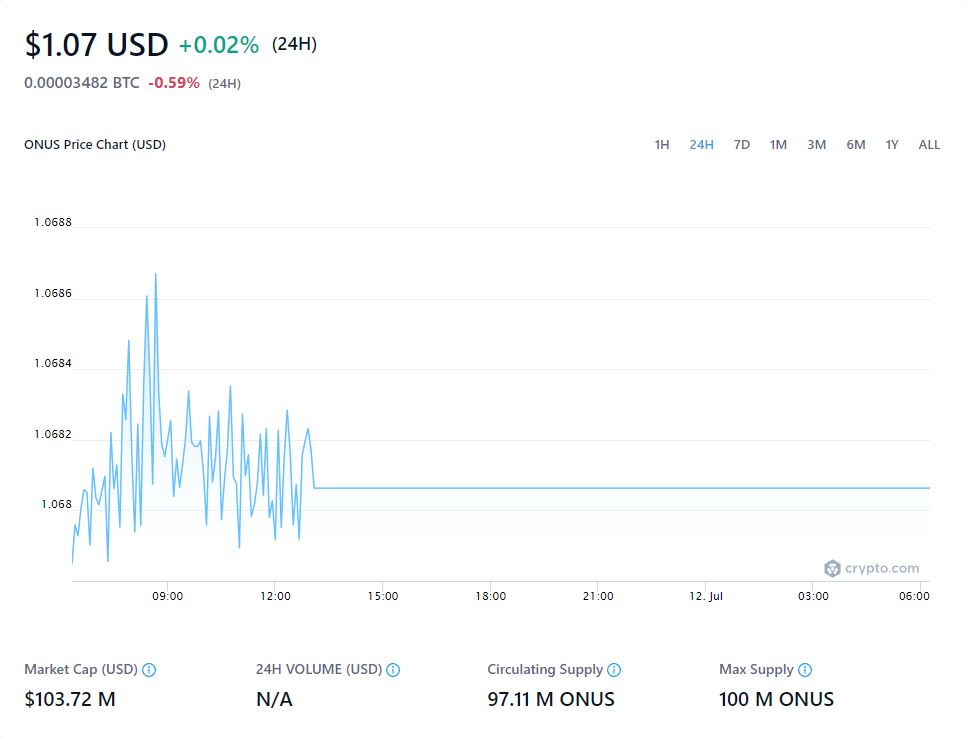 $1.07 USD +0.02% (24H)
0.00003482 BTC -0.59% (24H)
ONUS Price Chart (USD) 1H 24H 7D 1M 3M 6M 1Y ALL
1.0688
1.0686
1.0684
1.0682
1.068
crypto.com
09:00 12:00 15:00 18:00 21:00 12. Jul 03:00 06:00
Market Cap (USD) 24H VOLUME (USD) Circulating Supply Max Supply
$103.72 M N/A 97.11 M ONUS 100 M ONUS